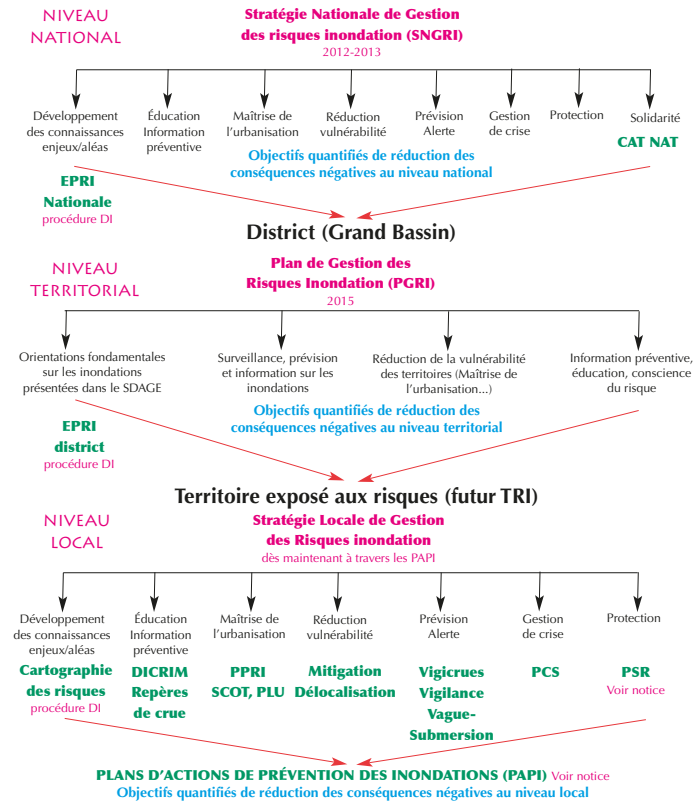 NIVEAU
NATIONAL
Stratégie Nationale de Gestion
des risques inondation (SNGRI)
2012-2013
Développement
des connaissances
enjeux/aléas
Éducation
Information
préventive
Maîtrise de
l'urbanisation
Réduction
vulnérabilité
Prévision
Alerte
Gestion
de crise
Protection
Solidarité
CAT NAT
Objectifs quantifiés de réduction des
conséquences négatives au niveau national
EPRI
Nationale
procédure DI
District (Grand Bassin)
NIVEAU
TERRITORIAL
Plan de Gestion des
Risques Inondation (PGRI)
2015
Orientations fondamentales
sur les inondations
présentées dans le SDAGE
Surveillance, prévision
et information sur les
inondations
Réduction de la vulnérabilité
des territoires (Maîtrise de
l'urbanisation...)
Information préventive,
éducation, conscience
du risque
Objectifs quantifiés de réduction des
conséquences négatives au niveau territorial
EPRI
district
procédure DI
Territoire exposé aux risques (futur TRI)
NIVEAU
LOCAL
Stratégie Locale de Gestion
des Risques inondation
dès maintenant à travers les PAPI
Développement
des connaissances
enjeux/aléas
Cartographie
des risques
procédure DI
Éducation
Information
préventive
DICRIM
Repères
de crue
Maîtrise de
l'urbanisation
PPRI
SCOT, PLU
Réduction
vulnérabilité
Mitigation
Délocalisation
Prévision
Alerte
Vigicrues
Vigilance
Vague-
Submersion
Gestion
de crise
PCS
Protection
PSR
Voir notice
PLANS D'ACTIONS DE PRÉVENTION DES INONDATIONS (PAPI) Voir notice
Objectifs quantifiés de réduction des conséquences négatives au niveau local